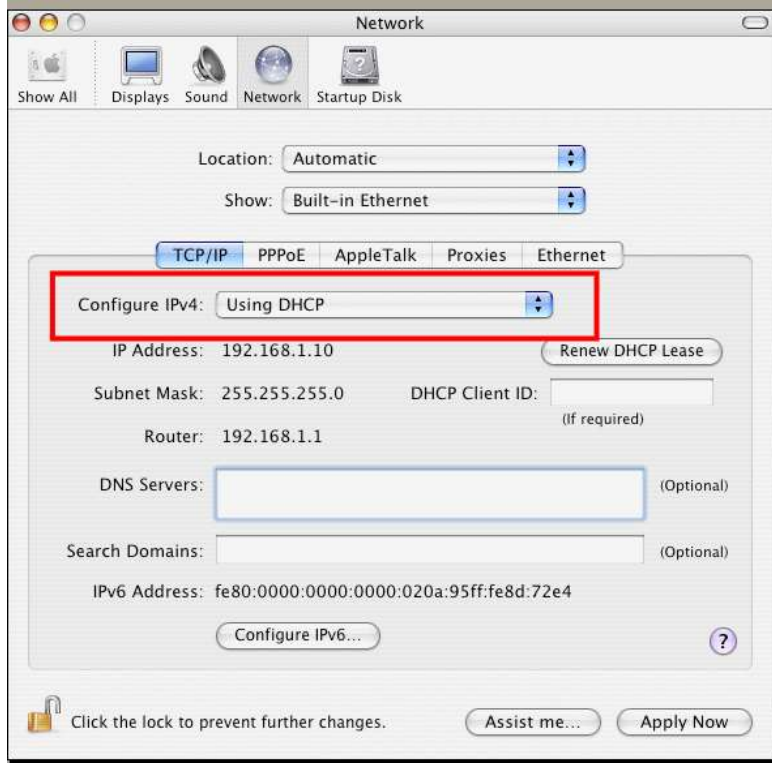 Network
Show All Displays Sound Network Startup Disk
Location: Automatic
Show: Built-in Ethernet
TCP/IP PPPoE AppleTalk Proxies Ethernet
Configure IPv4: Using DHCP
IP Address: 192.168.1.10 Renew DHCP Lease
Subnet Mask: 255.255.255.0 DHCP Client ID:
(If required)
Router: 192.168.1.1
DNS Servers: (Optional)
Search Domains: (Optional)
IPv6 Address: fe80:0000:0000:0000:020a:95ff:fe8d:72e4
Configure IPv6... ?
Click the lock to prevent further changes. Assist me... Apply Now